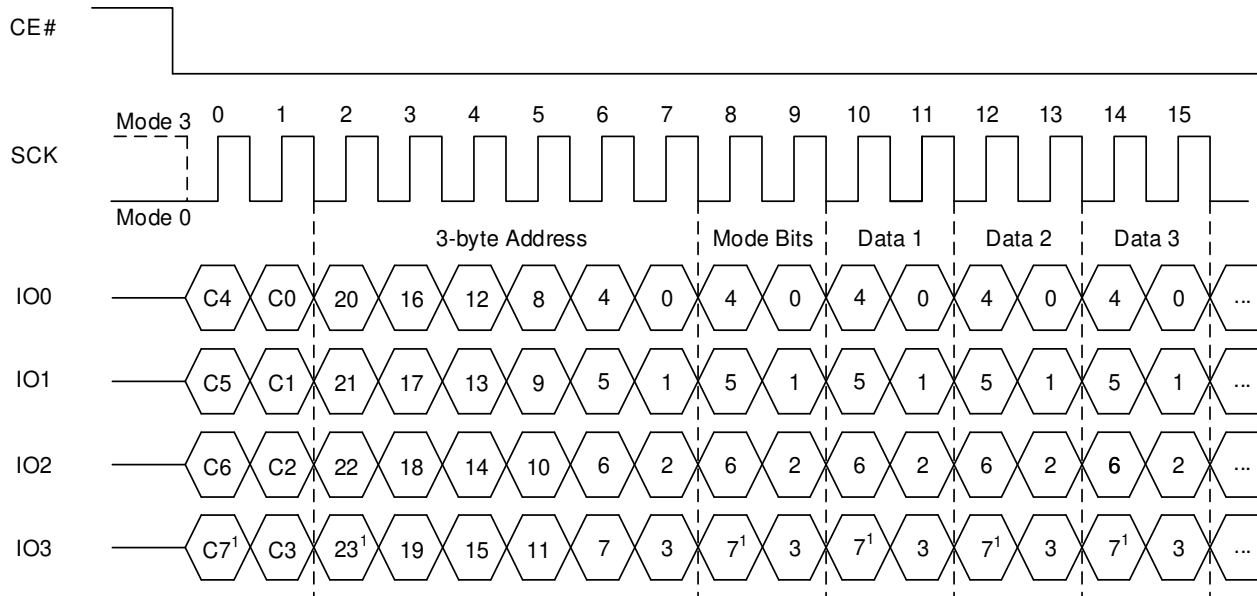 CE#
Mode 3 0 1 2 3 4 5 6 7 8 9 10 11 12 13 14 15
SCK
Mode 0
3-byte Address Mode Bits Data 1 Data 2 Data 3
IO0 C4 C0 20 16 12 8 4 0 4 0 4 0 4 0 4 0 ...
IO1 C5 C1 21 17 13 9 5 1 5 1 5 1 5 1 5 1 ...
IO2 C6 C2 22 18 14 10 6 2 6 2 6 2 6 2 6 2 ...
IO3 C7¹ C3 23¹ 19 15 11 7 3 7¹ 3 7¹ 3 7¹ 3 7¹ 3 ...